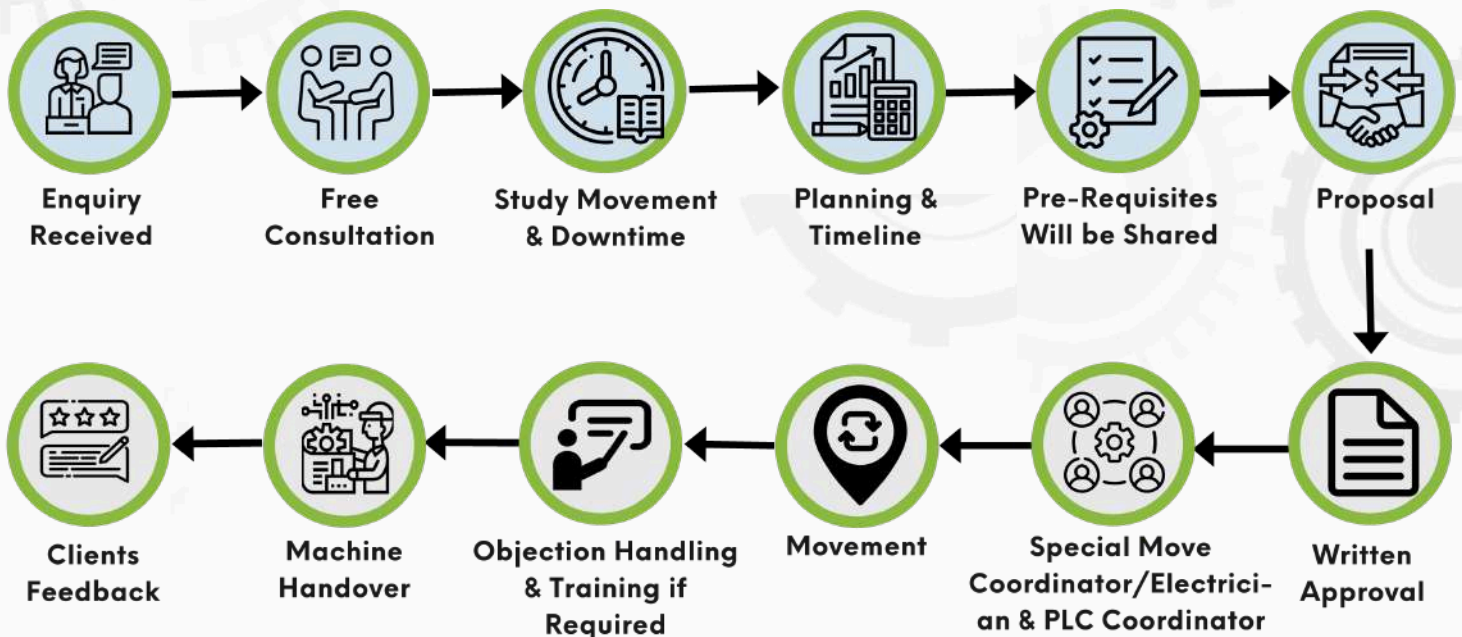 Enquiry
Received
Free
Consultation
Study Movement
& Downtime
Planning &
Timeline
Pre-Requisites
Will be Shared
Proposal
$
Written
Approval
Special Move
Coordinator/Electrici-
an & PLC Coordinator
Movement
Objection Handling
& Training if
Required
Machine
Handover
Clients
Feedback